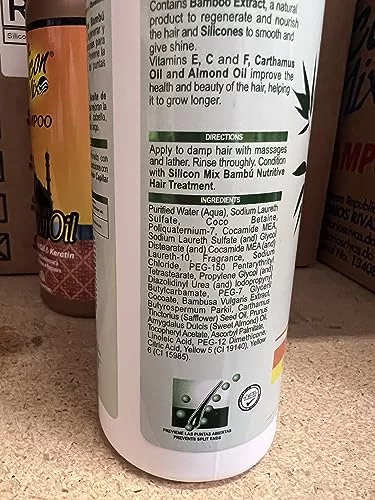 Contains Bamboo Extract, a natural
product to regenerate and nourish
the hair and Silicones to smooth and
give shine.
Vitamins E, C and F, Carthamus
Oil and Almond Oil improve the
health and beauty of the hair, helping
it to grow longer.
DIRECTIONS
Apply to damp hair with massages
and lather. Rinse throughly. Condition
with Silicon Mix Bambú Nutritive
Hair Treatment.
INGREDIENTS
Purified Water (Aqua), Sodium Laureth
Sulfate, Coco Betaine,
Poliquaternium-7, Cocamide MEA,
Sodium Laureth Sulfate (and) Glycol
Distearate (and) Cocamide MEA (and)
Laureth-10, Fragrance, Sodium
Chloride, PEG-150 Pentarythrityl
Tetrastearate, Propylene Glycol (and)
Diazolidinyl Urea (and) Iodopropynyl
Butylcarbamate, PEG-7 Glyceryl
Cocoate, Bambusa Vulgaris Extract,
Butyrospermum Parkii, Carthamus
Tinctorius (Safflower) Seed Oil, Prunus
Amygdalus Dulcis (Sweet Almond) Oil,
Tocophenyl Acetate, Ascorbyl Palmitate,
Linoleic Acid, PEG-12 Dimethicone,
Citric Acid, Yellow 5 (CI 19140), Yellow
6 (CI 15985).
PREVIENE LAS PUNTAS ABIERTAS
PREVENTS SPLIT ENDS
Oil
& Keratin